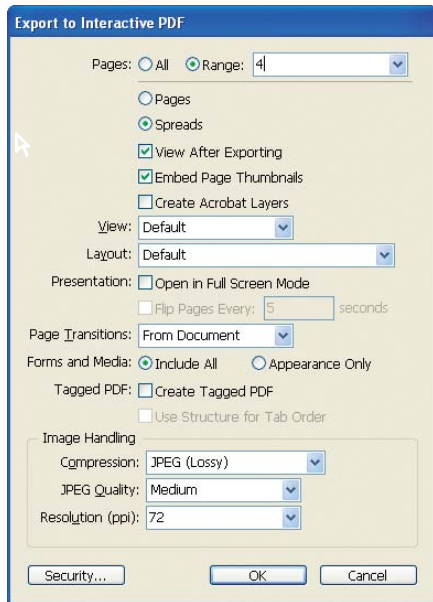 Export to Interactive PDF
Pages: All Range: 4
Pages
Spreads
View After Exporting
Embed Page Thumbnails
Create Acrobat Layers
View: Default
Layout: Default
Presentation: Open in Full Screen Mode
Flip Pages Every: 5 seconds
Page Transitions: From Document
Forms and Media: Include All Appearance Only
Tagged PDF: Create Tagged PDF
Use Structure for Tab Order
Image Handling
Compression: JPEG (Lossy)
JPEG Quality: Medium
Resolution (ppi): 72
Security... OK Cancel